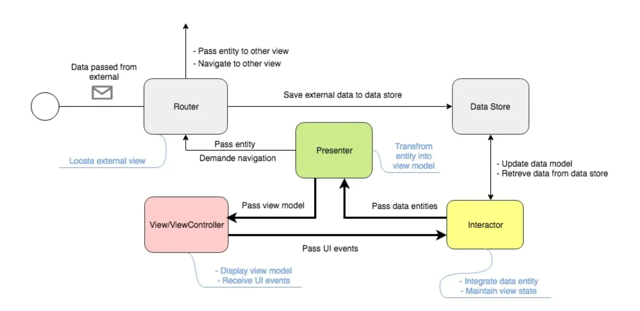 - Pass entity to other view
- Navigate to other view
Data passed from
external
Router
Save external data to data store
Data Store
Pass entity
Demande navigation
Locate external view
Presenter
Transfrom
entity into
view model
- Update data model
- Retreve data from data store
Pass view model
Pass data entities
View/ViewController
Interactor
Pass UI events
- Display view model
- Receive UI events
- Integrate data entity
- Maintain view state